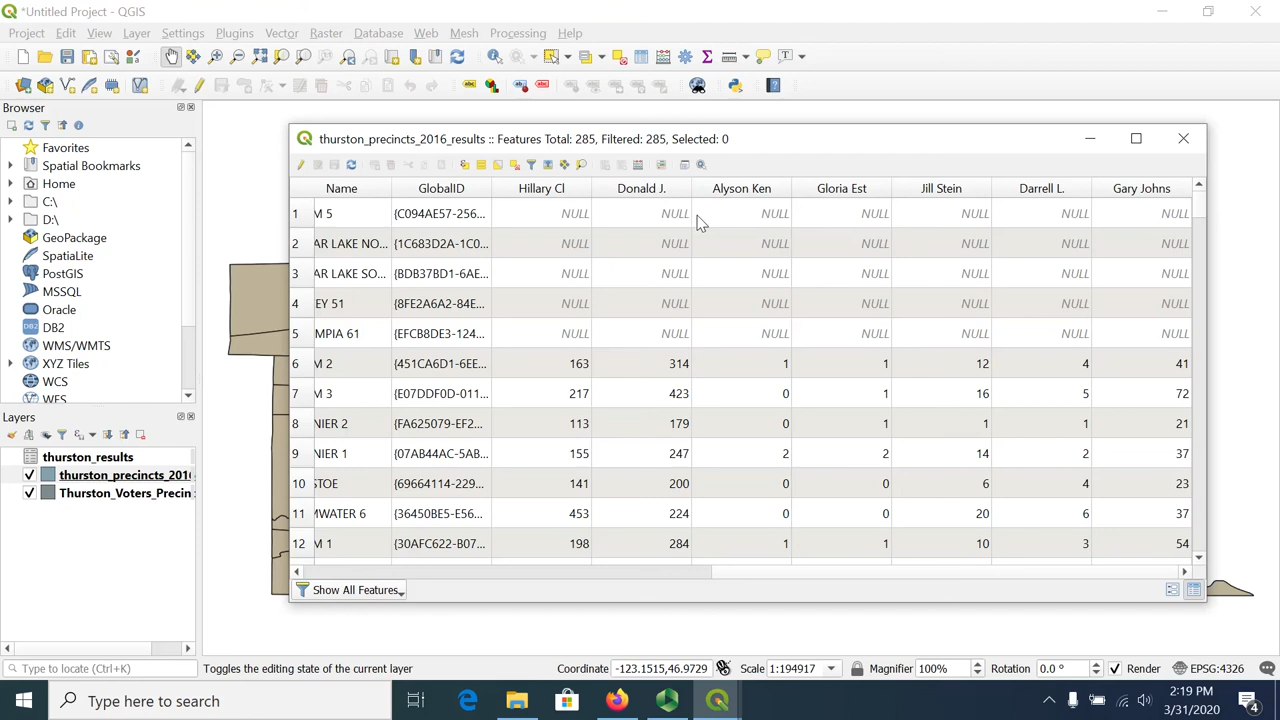 *Untitled Project - QGIS
Project Edit View Layer Settings Plugins Vector Raster Database Web Mesh Processing Help
Browser
Favorites
Spatial Bookmarks
Home
C:\
D:\
GeoPackage
SpatiaLite
PostGIS
MSSQL
Oracle
DB2
DB2
WMS/WMTS
XYZ Tiles
WCS
WFS
Layers
thurston_results
thurston_precincts_201
Thurston_Voters_Precin
thurston_precincts_2016_results :: Features Total: 285, Filtered: 285, Selected: 0
Name GlobalID Hillary Cl Donald J. Alyson Ken Gloria Est Jill Stein Darrell L. Gary Johns
1 M 5 {C094AE57-256... NULL NULL NULL NULL NULL NULL NULL
2 AR LAKE NO... {1C683D2A-1C0... NULL NULL NULL NULL NULL NULL NULL
3 AR LAKE SO... {BDB37BD1-6AE... NULL NULL NULL NULL NULL NULL NULL
4 EY 51 {8FE2A6A2-84E... NULL NULL NULL NULL NULL NULL NULL
5 MPIA 61 {EFCB8DE3-124... NULL NULL NULL NULL NULL NULL NULL
6 M 2 {451CA6D1-6EE... 163 314 1 1 12 4 41
7 M 3 {E07DDF0D-011... 217 423 0 1 16 5 72
8 NIER 2 {FA625079-EF2... 113 179 0 1 1 1 21
9 NIER 1 {07AB44AC-5AB... 155 247 2 2 14 2 37
10 STOE {69664114-229... 141 200 0 0 6 4 23
11 MWATER 6 {36450BE5-E56... 453 224 0 0 20 6 37
12 M 1 {30AFC622-B07... 198 284 1 1 10 3 54
Show All Features
Type to locate (Ctrl+K) Toggles the editing state of the current layer Coordinate -123.1515,46.9729 Scale 1:194917 Magnifier 100% Rotation 0.0 ° Render EPSG:4326
Type here to search
2:19 PM
3/31/2020
4